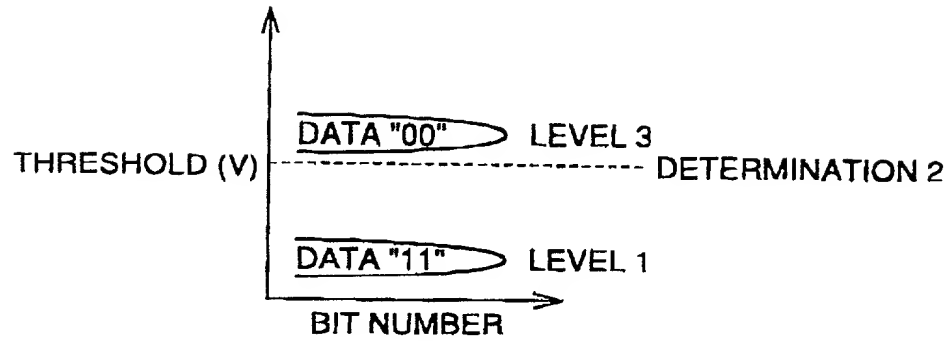 DATA "00" LEVEL 3
THRESHOLD (V) DETERMINATION 2
DATA "11" LEVEL 1
BIT NUMBER